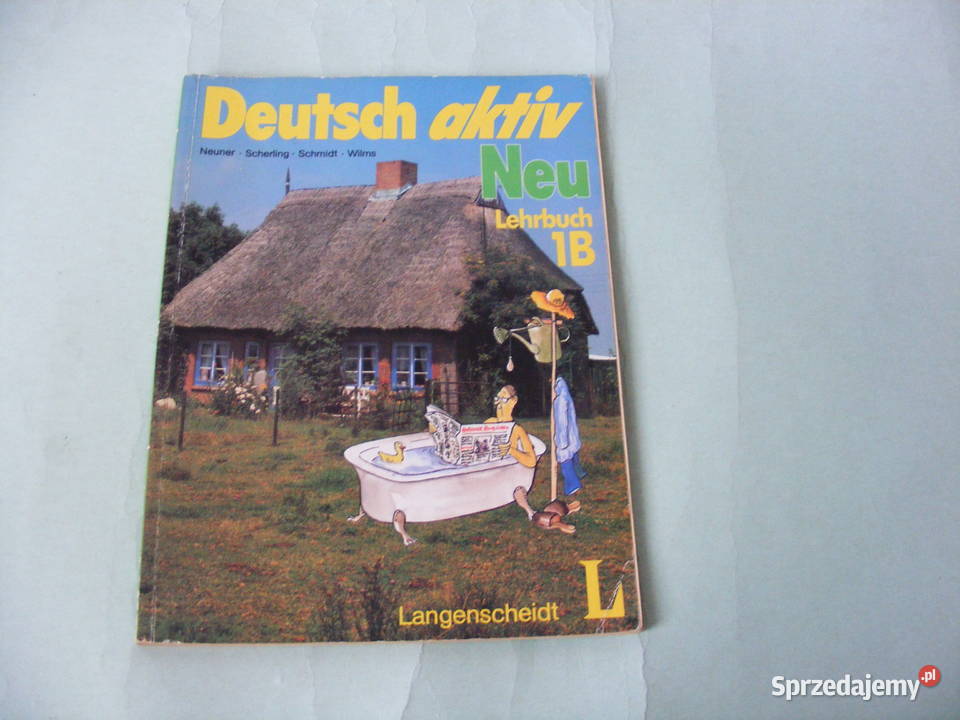 Deutsch aktiv
Neuner · Scherling · Schmidt · Wilms
Neu
Lehrbuch
1B
Langenscheidt
L
Sprzedajemy.pl